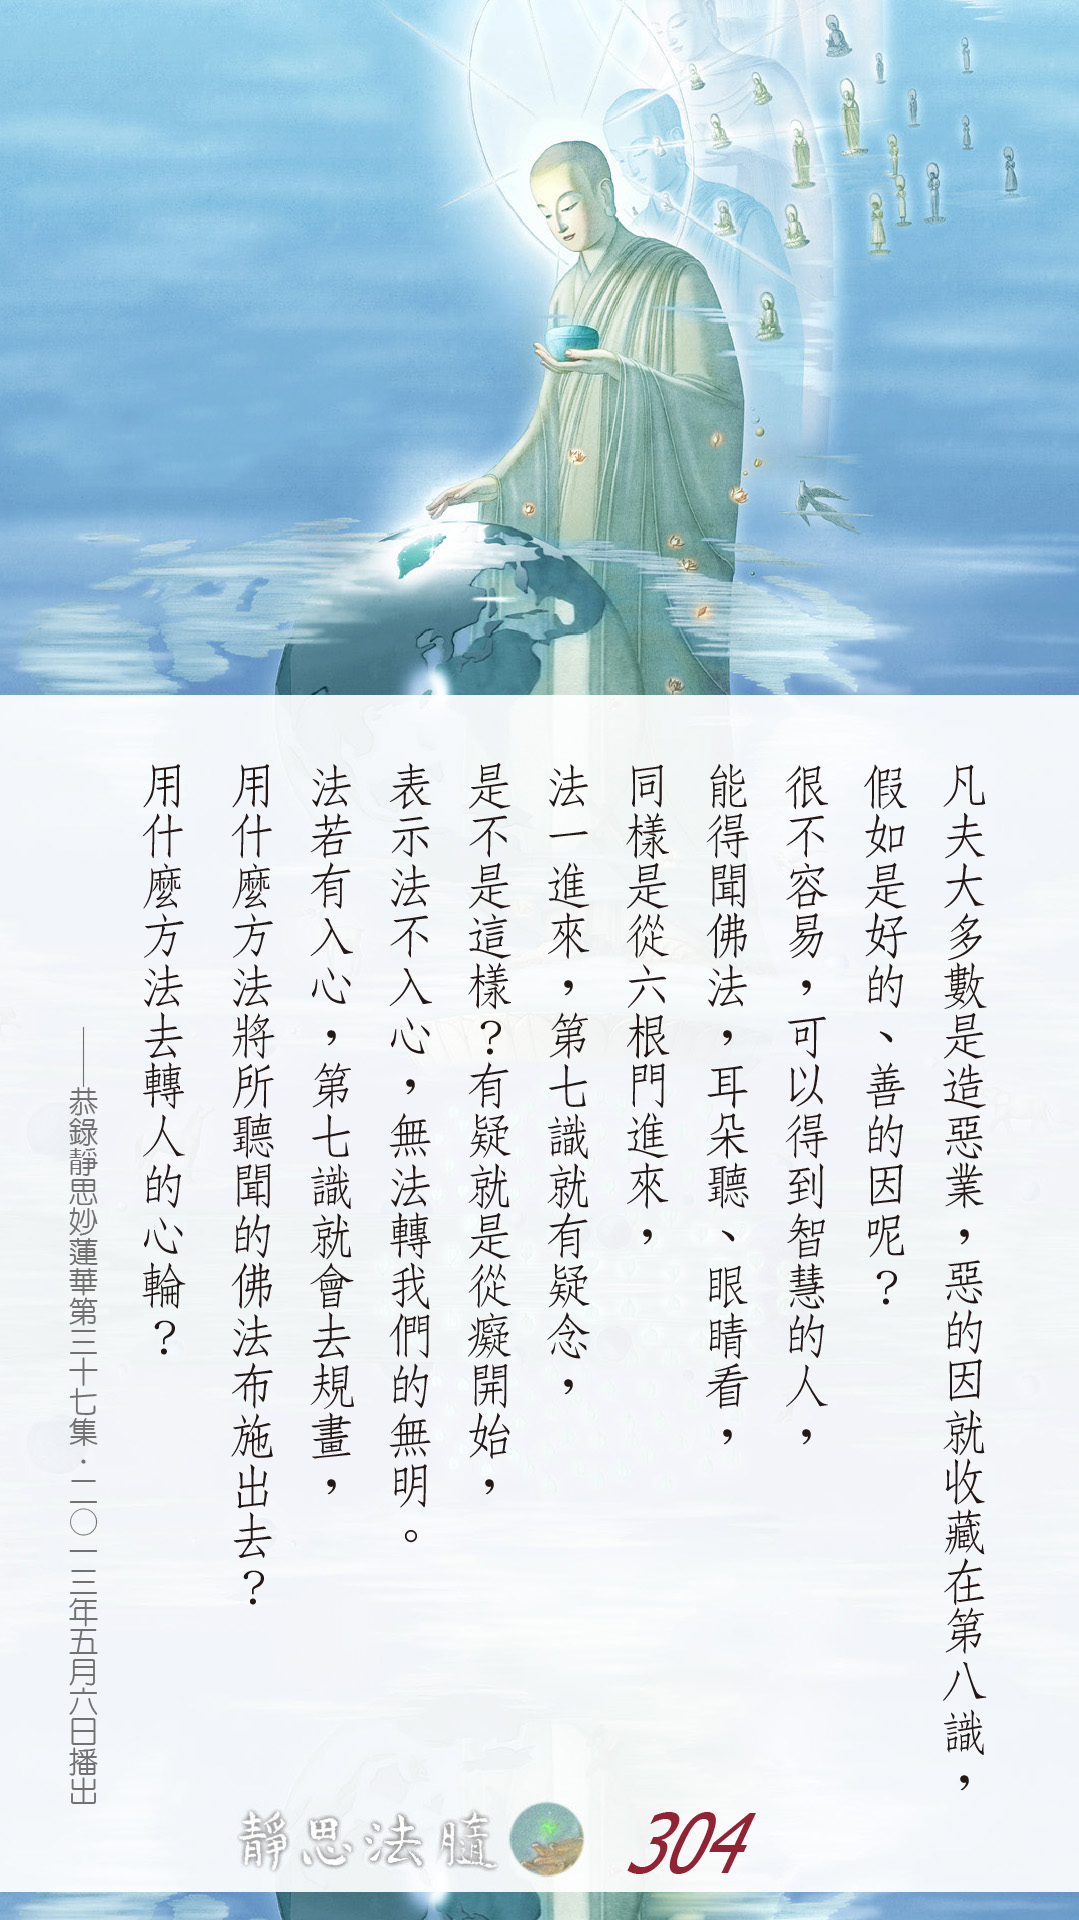 凡夫大多數是造惡業，惡的因就收藏在第八識，
假如是好的、善的因呢？
很不容易，可以得到智慧的人，
能得聞佛法，耳朵聽、眼睛看，
同樣是從六根門進來，
法一進來，第七識就有疑念，
是不是這樣？有疑就是從癡開始，
表示法不入心，無法轉我們的無明。
法若有入心，第七識就會去規畫，
用什麼方法將所聽聞的佛法布施出去？
用什麼方法去轉人的心輪？
——恭錄靜思妙蓮華第三十七集．二〇一三年五月六日播出
靜思法髓
304